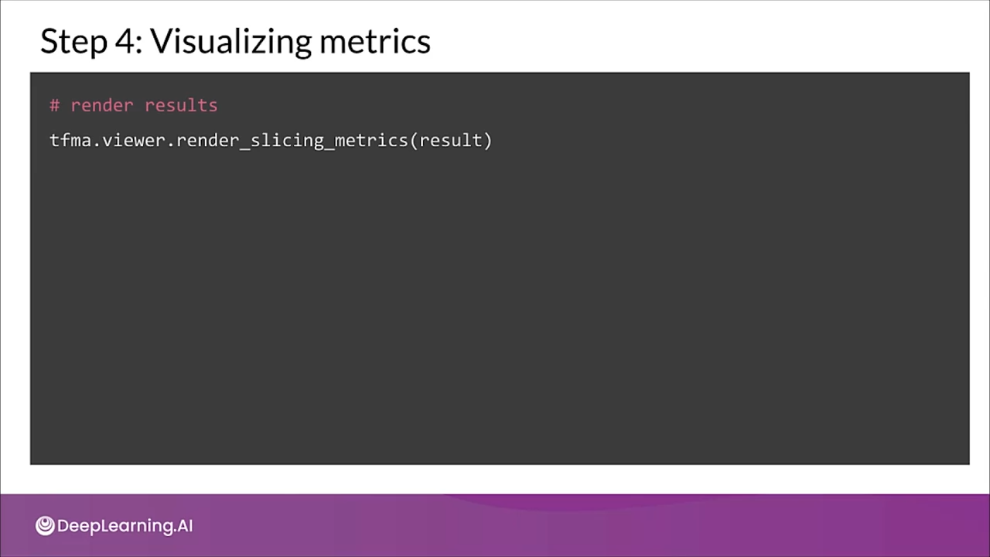 Step 4: Visualizing metrics
# render results
tfma.viewer.render_slicing_metrics(result)
DeepLearning.AI